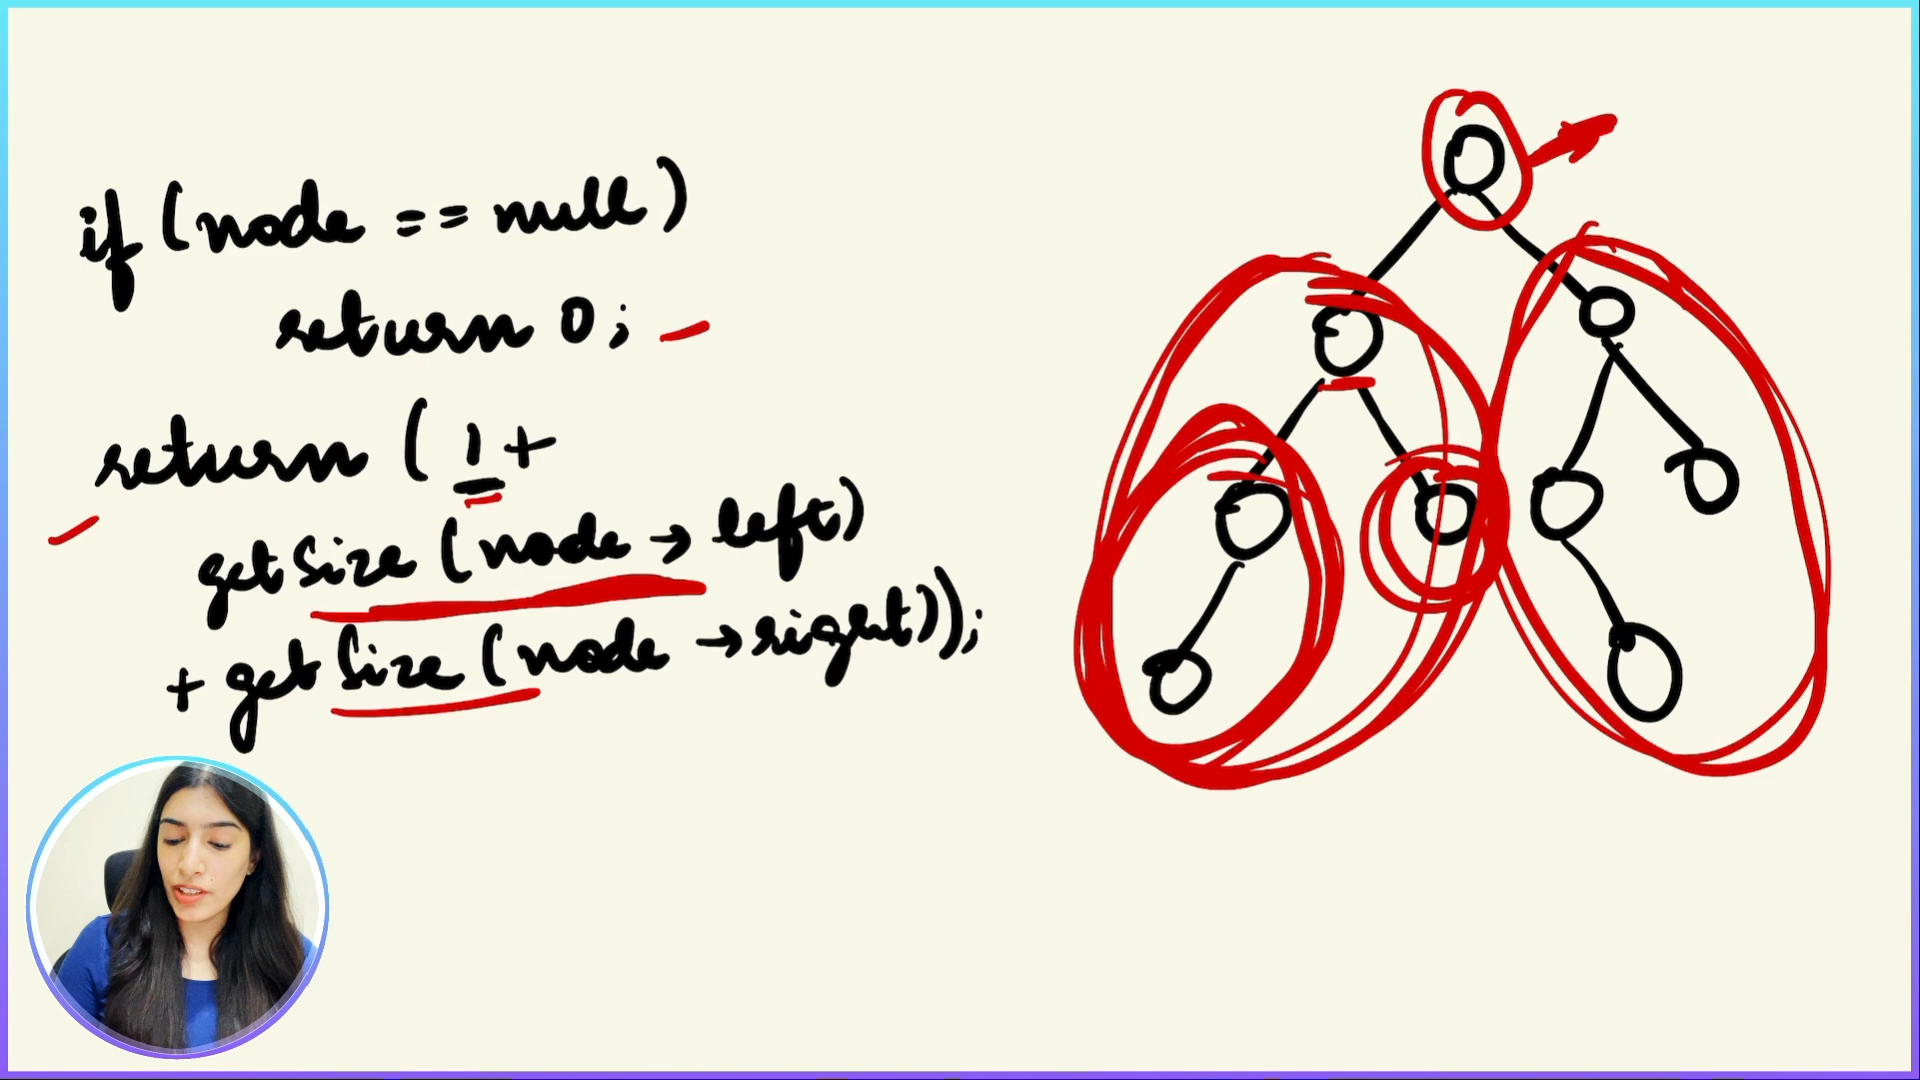 if (node == null)
return 0;
return (1+
getSize (node → left)
+ getSize (node → right));